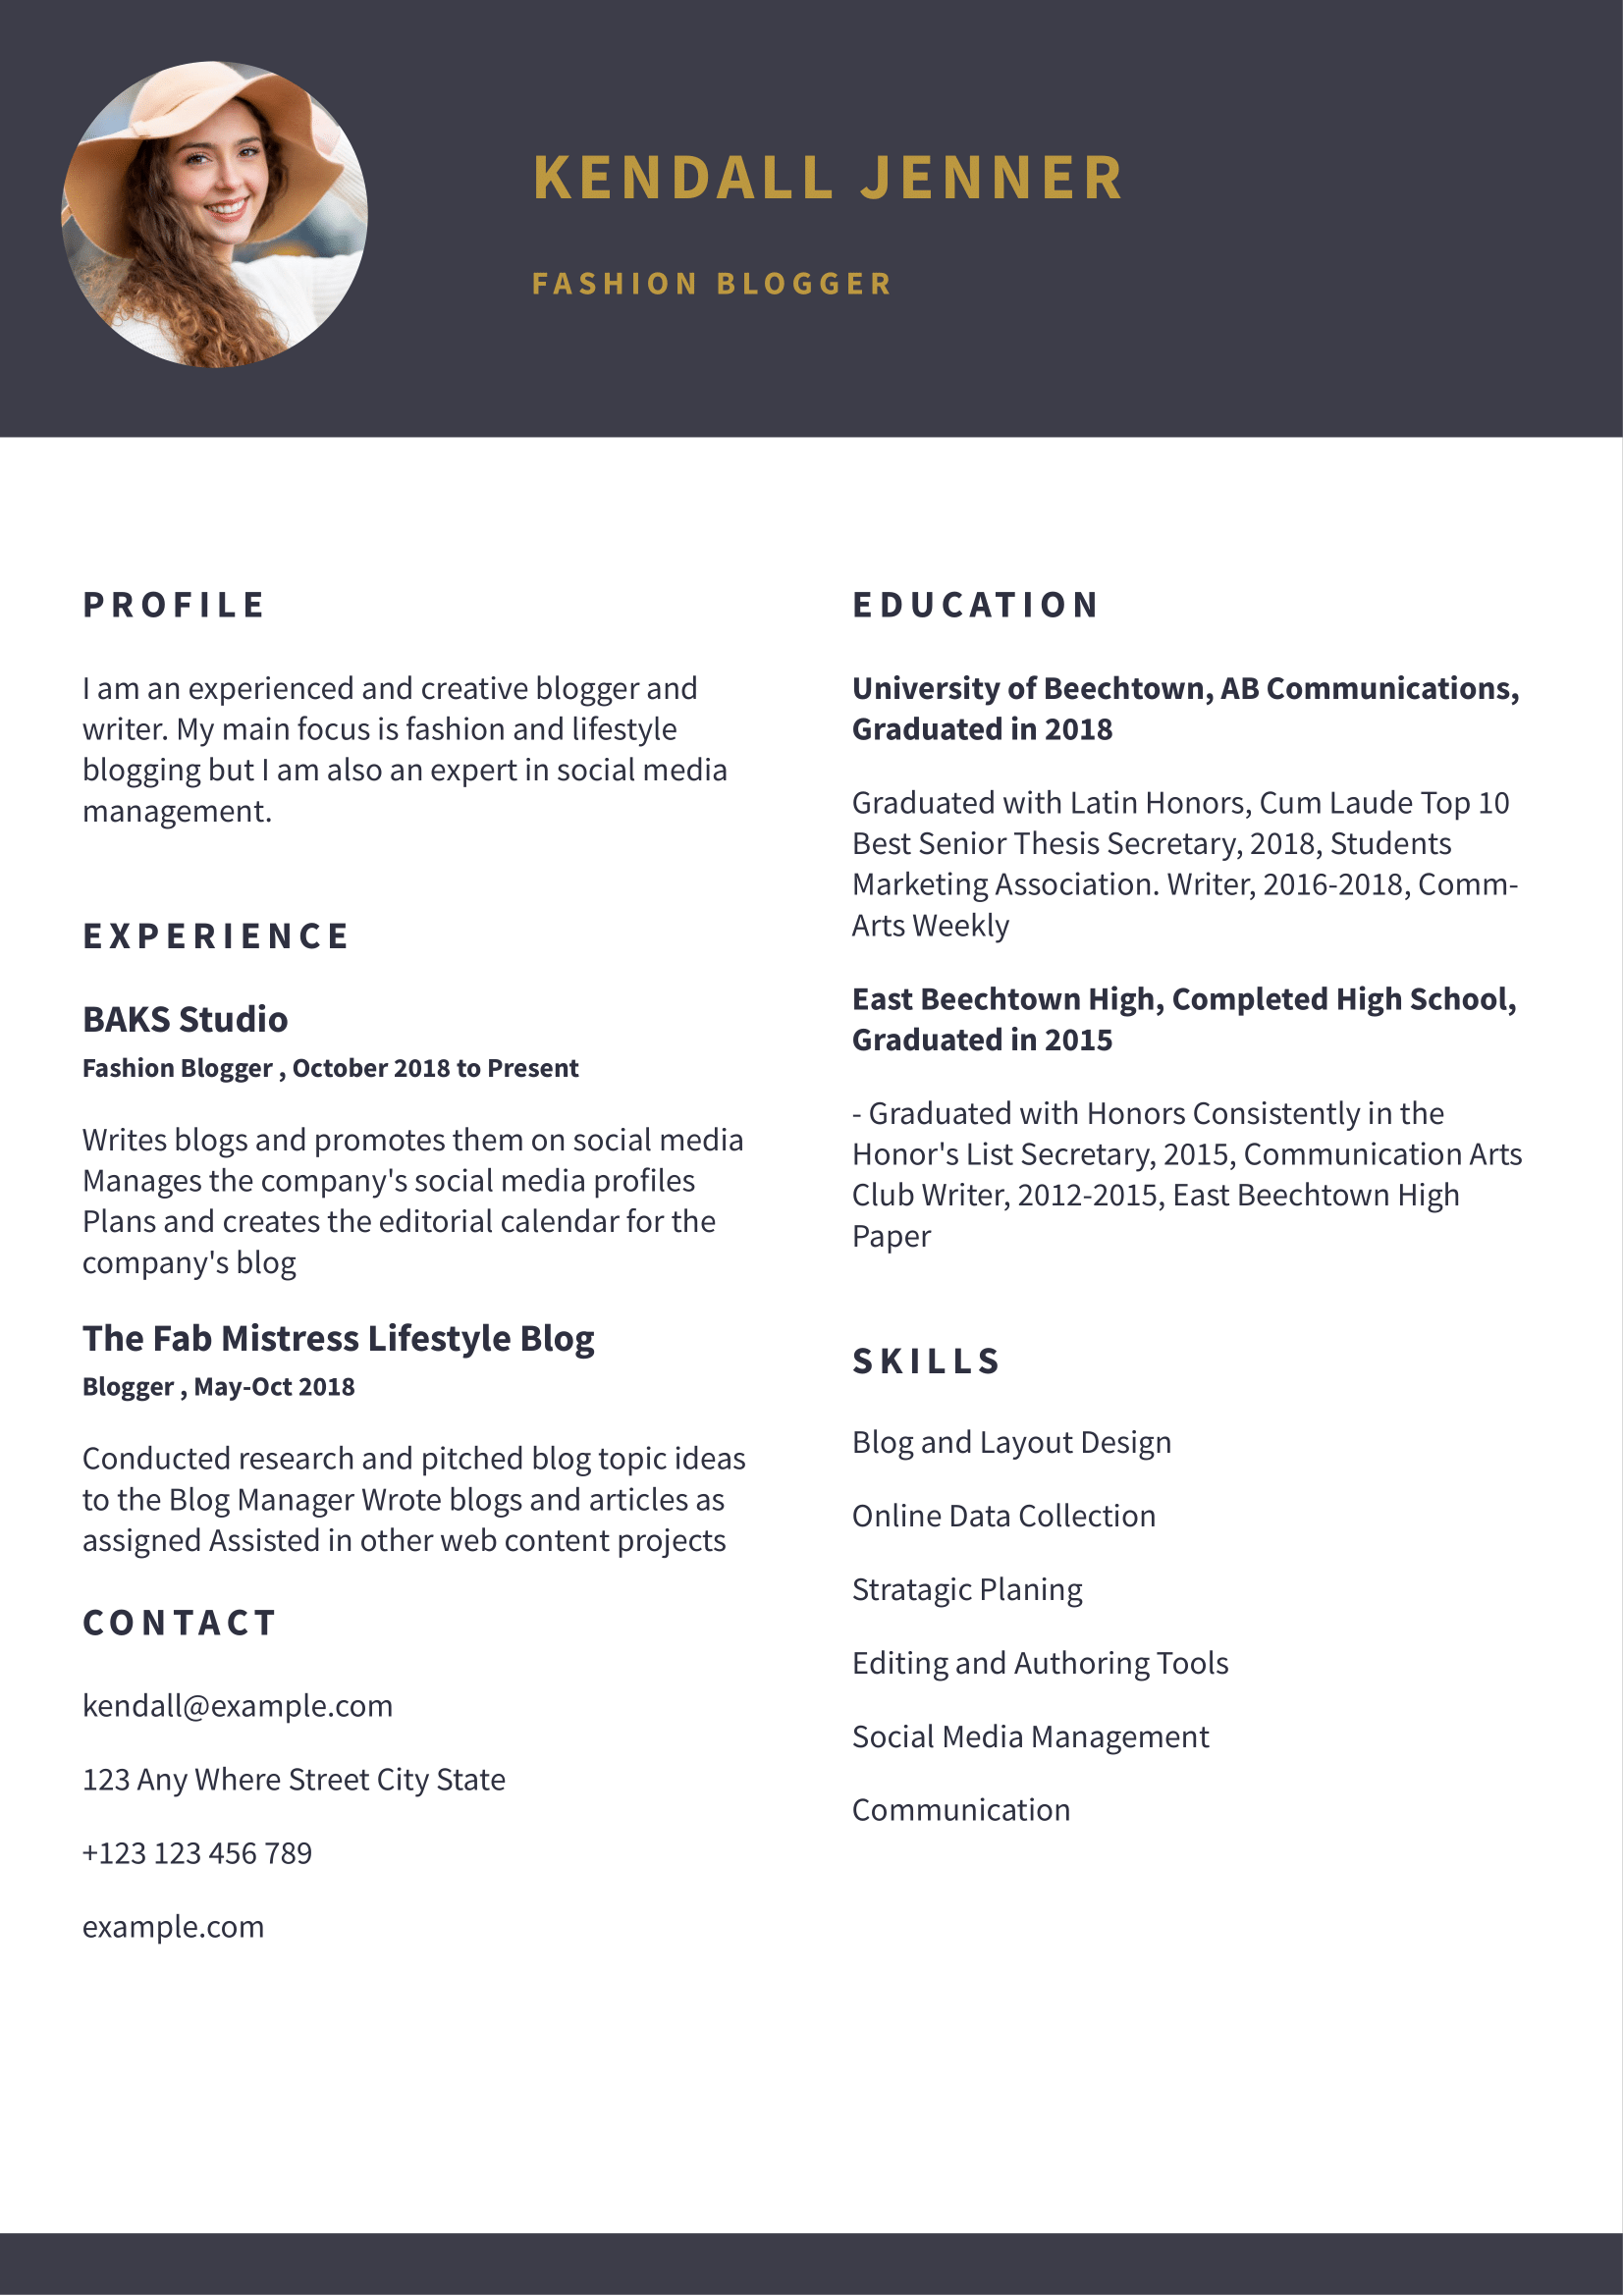 KENDALL JENNER
FASHION BLOGGER
PROFILE
I am an experienced and creative blogger and
writer. My main focus is fashion and lifestyle
blogging but I am also an expert in social media
management.
EXPERIENCE
BAKS Studio
Fashion Blogger , October 2018 to Present
Writes blogs and promotes them on social media
Manages the company's social media profiles
Plans and creates the editorial calendar for the
company's blog
The Fab Mistress Lifestyle Blog
Blogger , May-Oct 2018
Conducted research and pitched blog topic ideas
to the Blog Manager Wrote blogs and articles as
assigned Assisted in other web content projects
CONTACT
kendall@example.com
123 Any Where Street City State
+123 123 456 789
example.com
EDUCATION
University of Beechtown, AB Communications,
Graduated in 2018
Graduated with Latin Honors, Cum Laude Top 10
Best Senior Thesis Secretary, 2018, Students
Marketing Association. Writer, 2016-2018, Comm-
Arts Weekly
East Beechtown High, Completed High School,
Graduated in 2015
- Graduated with Honors Consistently in the
Honor's List Secretary, 2015, Communication Arts
Club Writer, 2012-2015, East Beechtown High
Paper
SKILLS
Blog and Layout Design
Online Data Collection
Stratagic Planing
Editing and Authoring Tools
Social Media Management
Communication